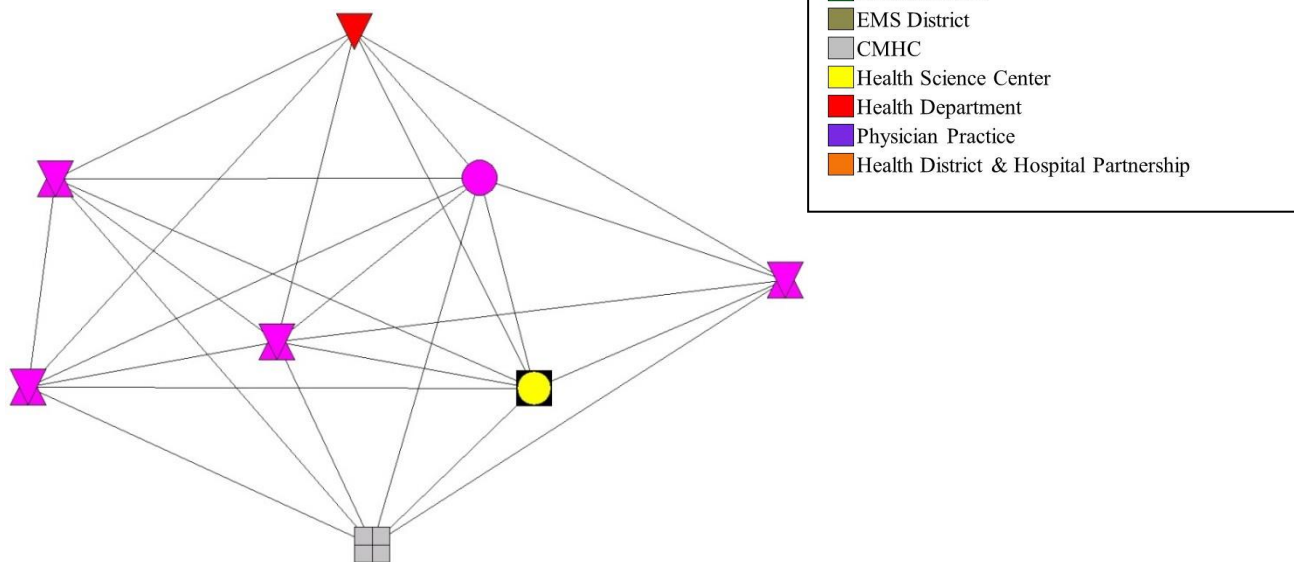 EMS District
CMHC
Health Science Center
Health Department
Physician Practice
Health District & Hospital Partnership